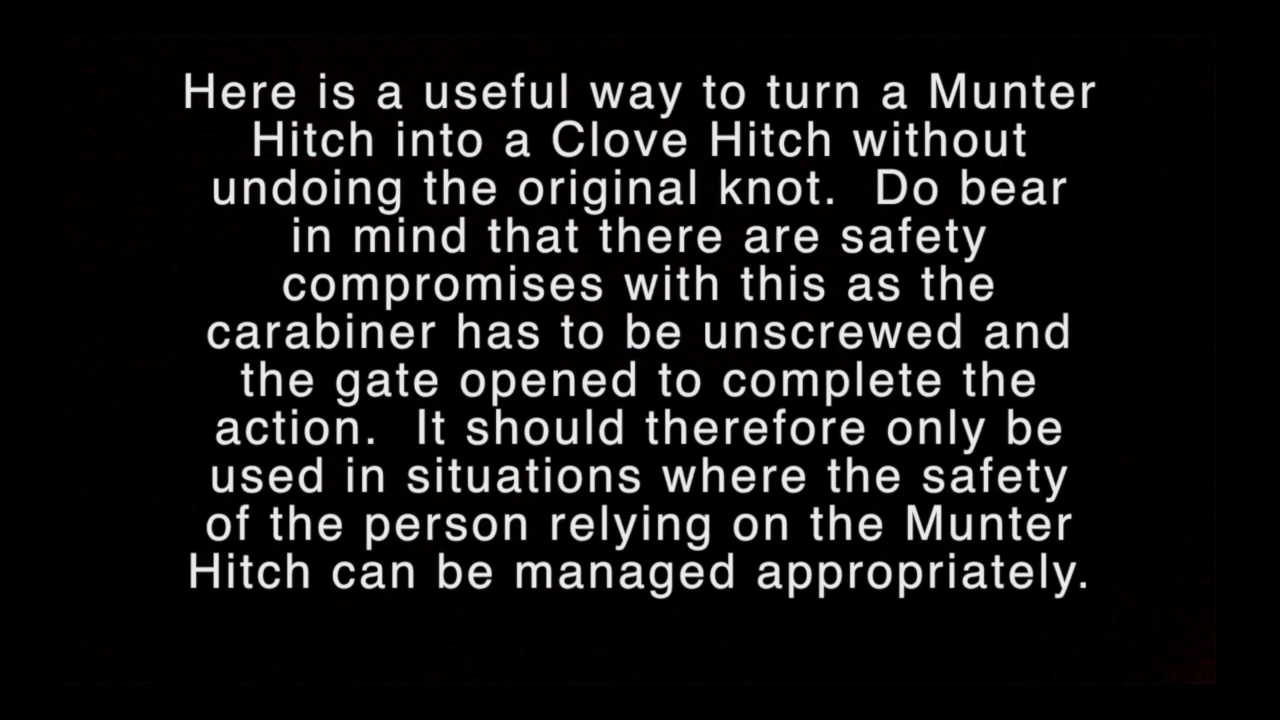 Here is a useful way to turn a Munter
Hitch into a Clove Hitch without
undoing the original knot.  Do bear
in mind that there are safety
compromises with this as the
carabiner has to be unscrewed and
the gate opened to complete the
action.  It should therefore only be
used in situations where the safety
of the person relying on the Munter
Hitch can be managed appropriately.